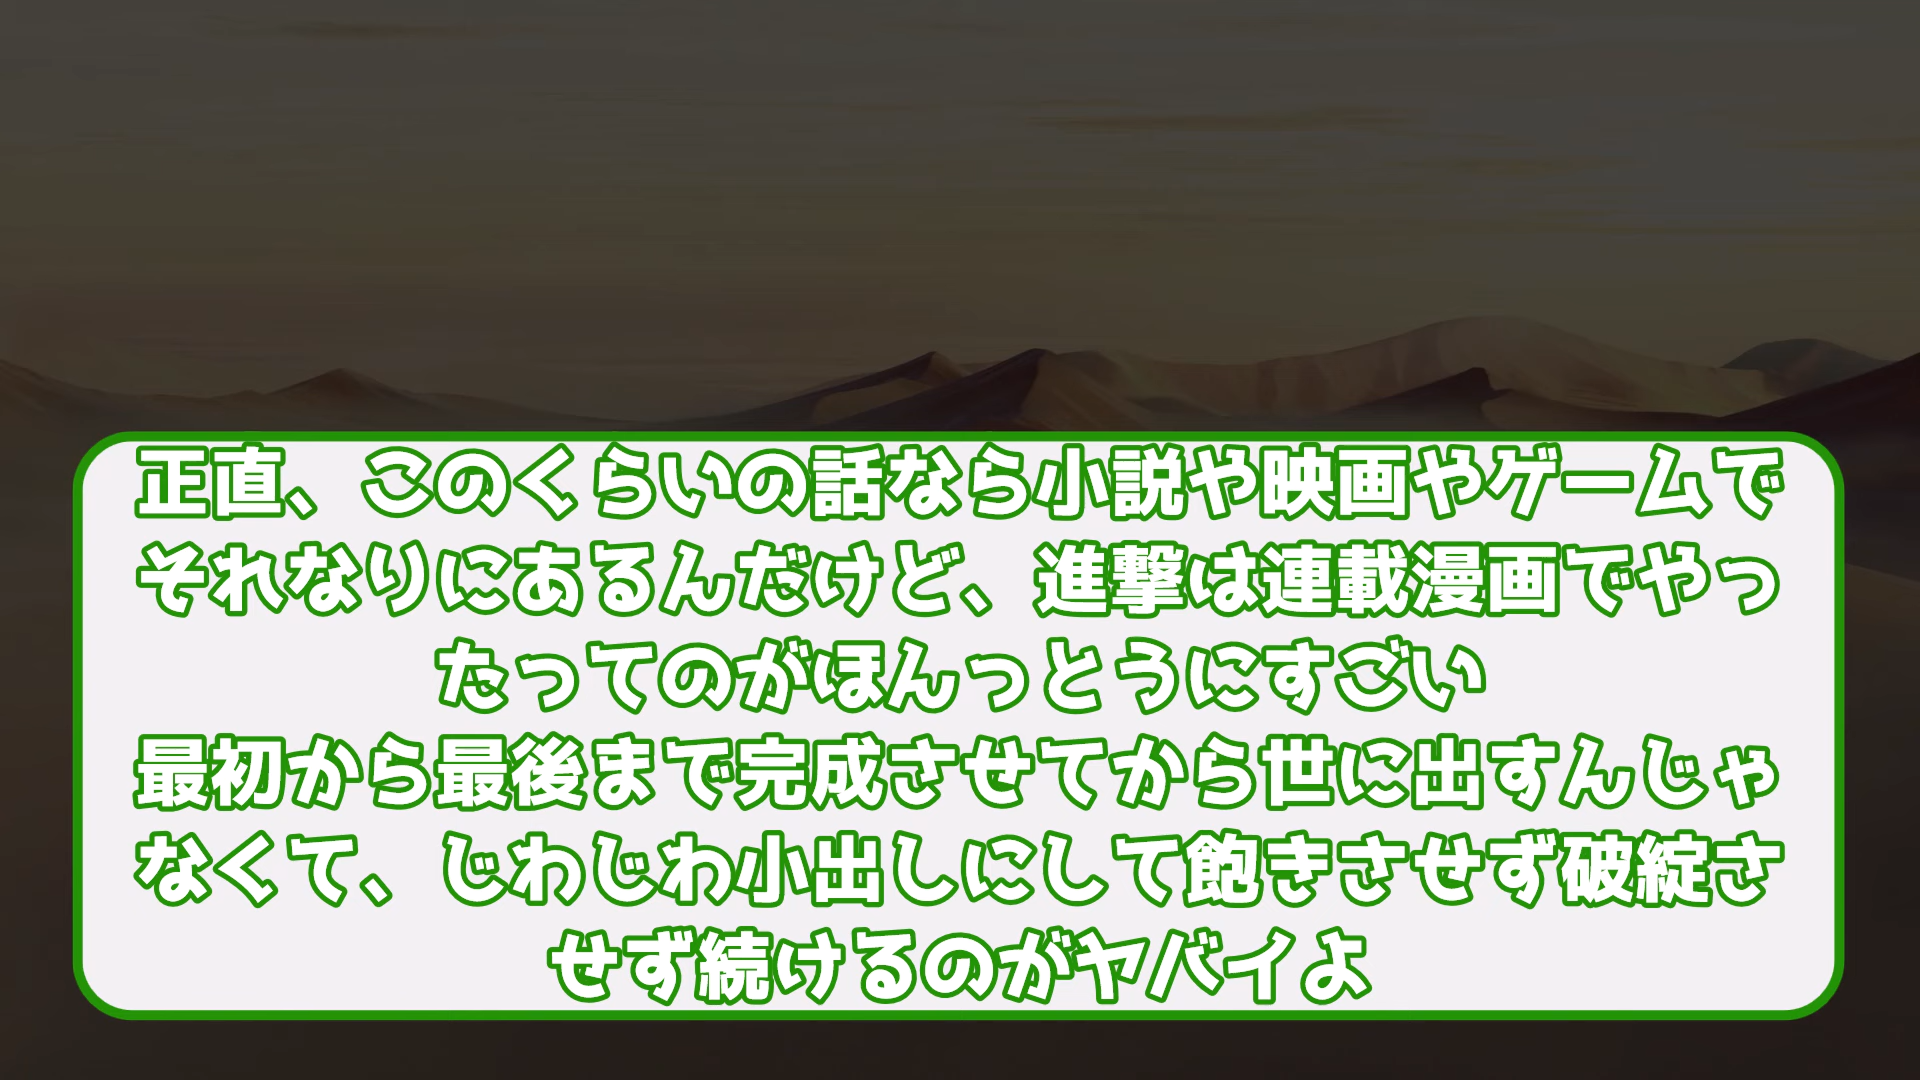 正直、このくらいの話なら小説や映画やゲームで
それなりにあるんだけど、進撃は連載漫画でやっ
たってのがほんっとうにすごい
最初から最後まで完成させてから世に出すんじゃ
なくて、じわじわ小出しにして飽きさせず破綻さ
せず続けるのがヤバイよ